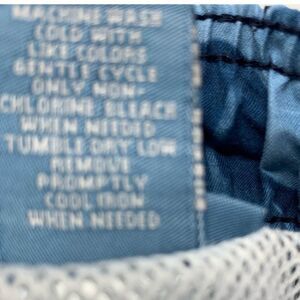 MACHINE WASH
COLD WITH
LIKE COLORS
GENTLE CYCLE
ONLY NON-
CHLORINE BLEACH
WHEN NEEDED
TUMBLE DRY LOW
REMOVE
PROMPTLY
COOL IRON
WHEN NEEDED